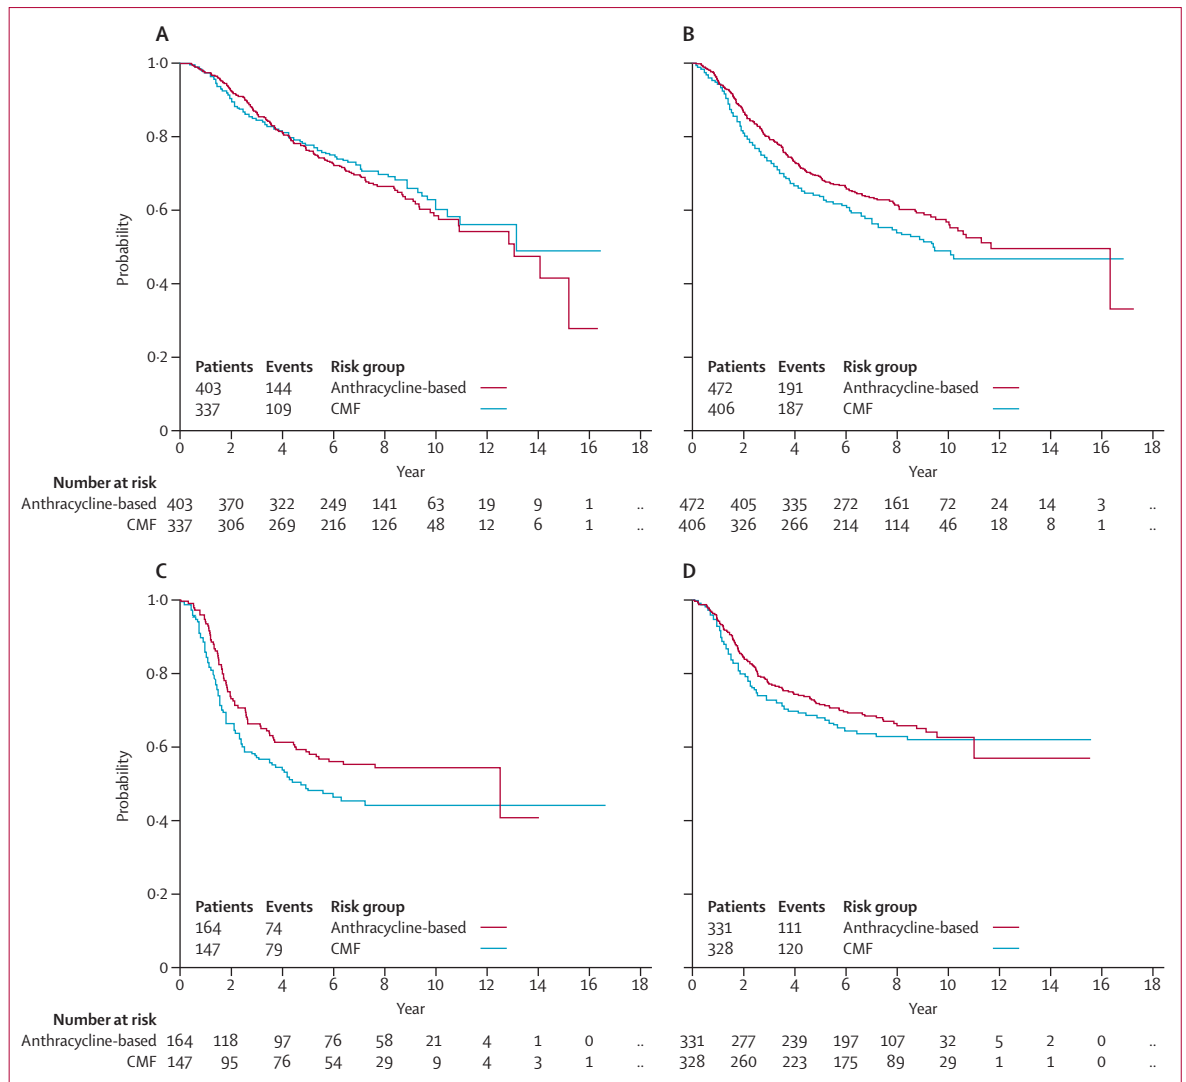 A
1·0
0·8
0·6
0·4
0·2
0
Probability
Patients Events Risk group
403 144 Anthracycline-based
337 109 CMF
0 2 4 6 8 10 12 14 16 18
Year
Number at risk
Anthracycline-based 403 370 322 249 141 63 19 9 1 ..
CMF 337 306 269 216 126 48 12 6 1 ..
B
Patients Events Risk group
472 191 Anthracycline-based
406 187 CMF
0 2 4 6 8 10 12 14 16 18
Year
472 405 335 272 161 72 24 14 3 ..
406 326 266 214 114 46 18 8 1 ..
C
1·0
0·8
0·6
0·4
0·2
0
Probability
Patients Events Risk group
164 74 Anthracycline-based
147 79 CMF
0 2 4 6 8 10 12 14 16 18
Year
Number at risk
Anthracycline-based 164 118 97 76 58 21 4 1 0 ..
CMF 147 95 76 54 29 9 4 3 1 ..
D
Patients Events Risk group
331 111 Anthracycline-based
328 120 CMF
0 2 4 6 8 10 12 14 16 18
Year
331 277 239 197 107 32 5 2 0 ..
328 260 223 175 89 29 1 1 0 ..